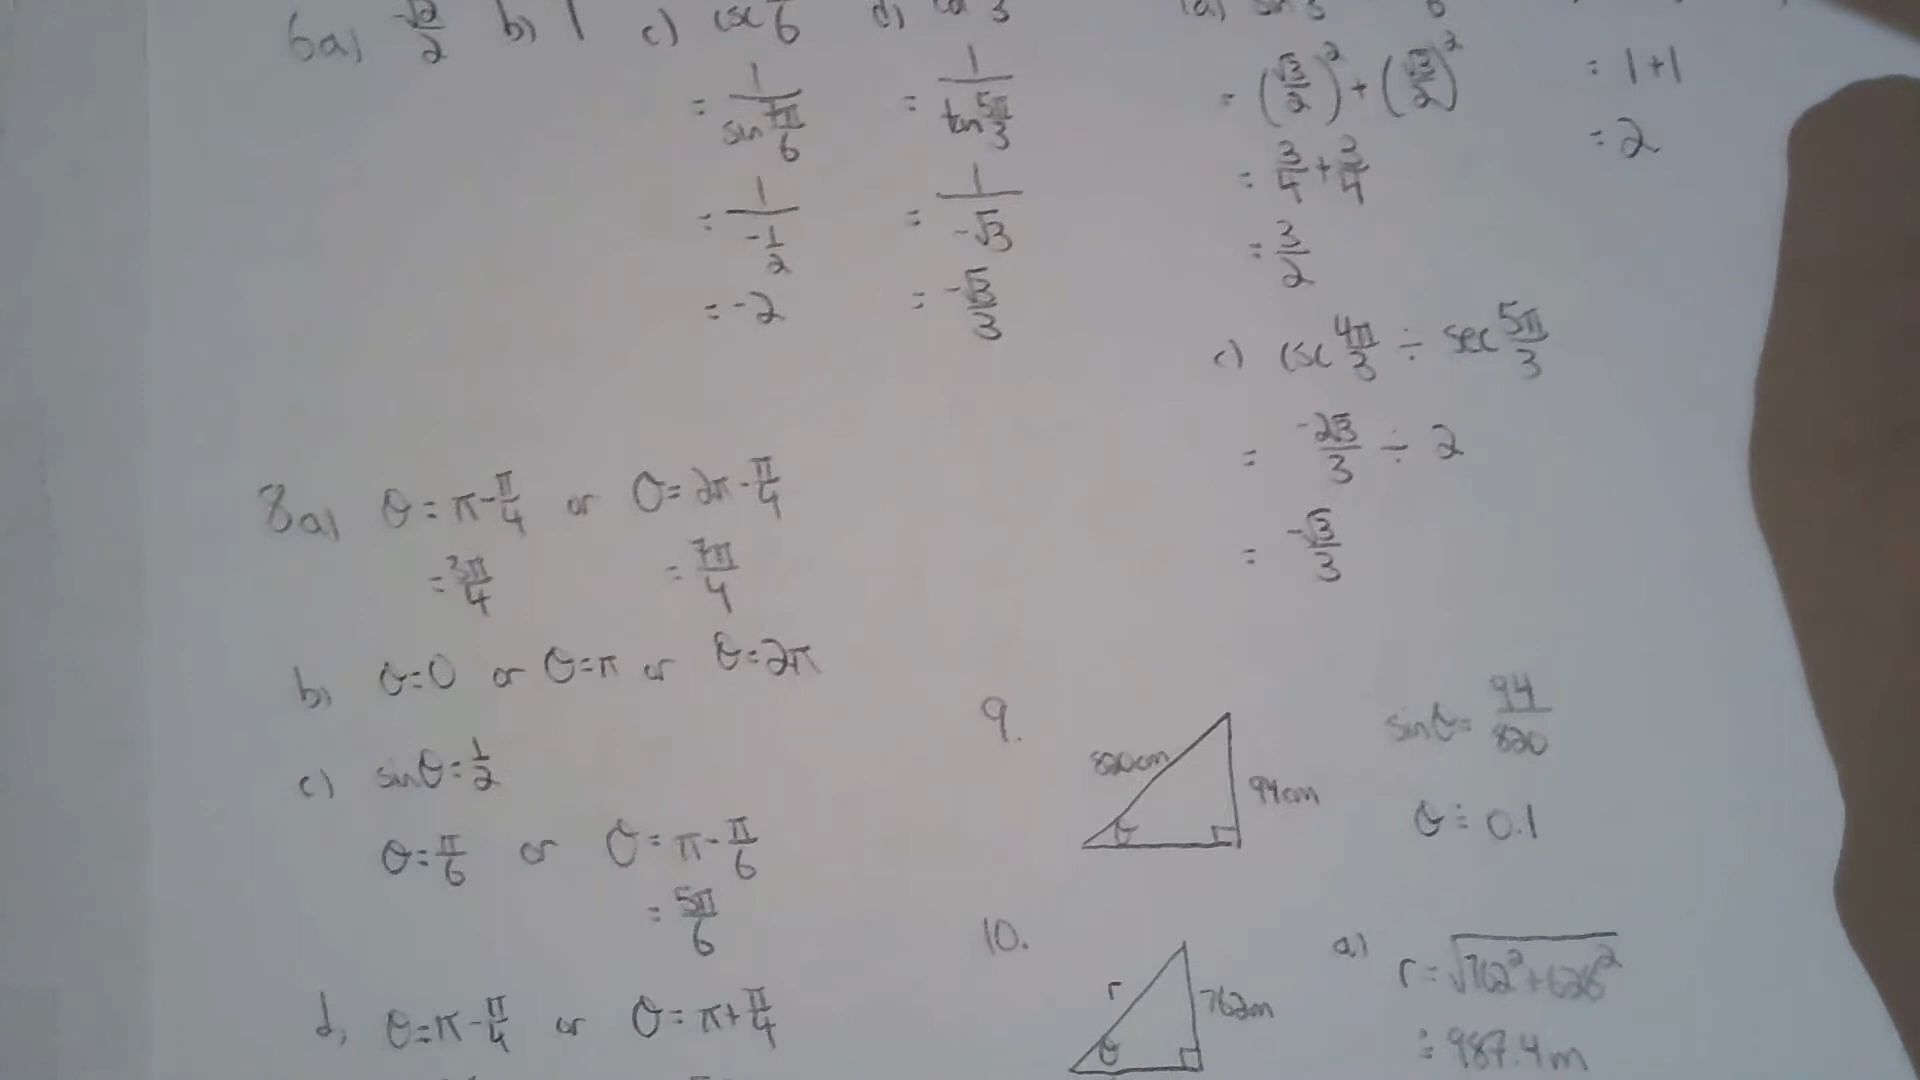 6a) √2/2 b) 1 c) csc 7π/6
= 1/(sin 7π/6)
= 1/(-1/2)
= -2
d)
= 1/(tan 5π/3)
= 1/(-√3)
= -√3/3
= (√3/2)² + (√3/2)²
= 3/4 + 3/4
= 3/2
= 1+1
= 2
c) csc 4π/3 ÷ sec 5π/3
= -2√3/3 ÷ 2
= -√3/3
8a) θ = π - π/4 or θ = 2π - π/4
= 3π/4 = 7π/4
b) θ=0 or θ=π or θ=2π
c) sinθ = 1/2
θ = π/6 or θ = π - π/6
= 5π/6
d) θ = π - π/4 or θ = π + π/4
9.
820cm
94cm
θ
sinθ = 94/820
θ ≐ 0.1
10.
r
762m
θ
a) r = √762²+628²
≐ 987.4m